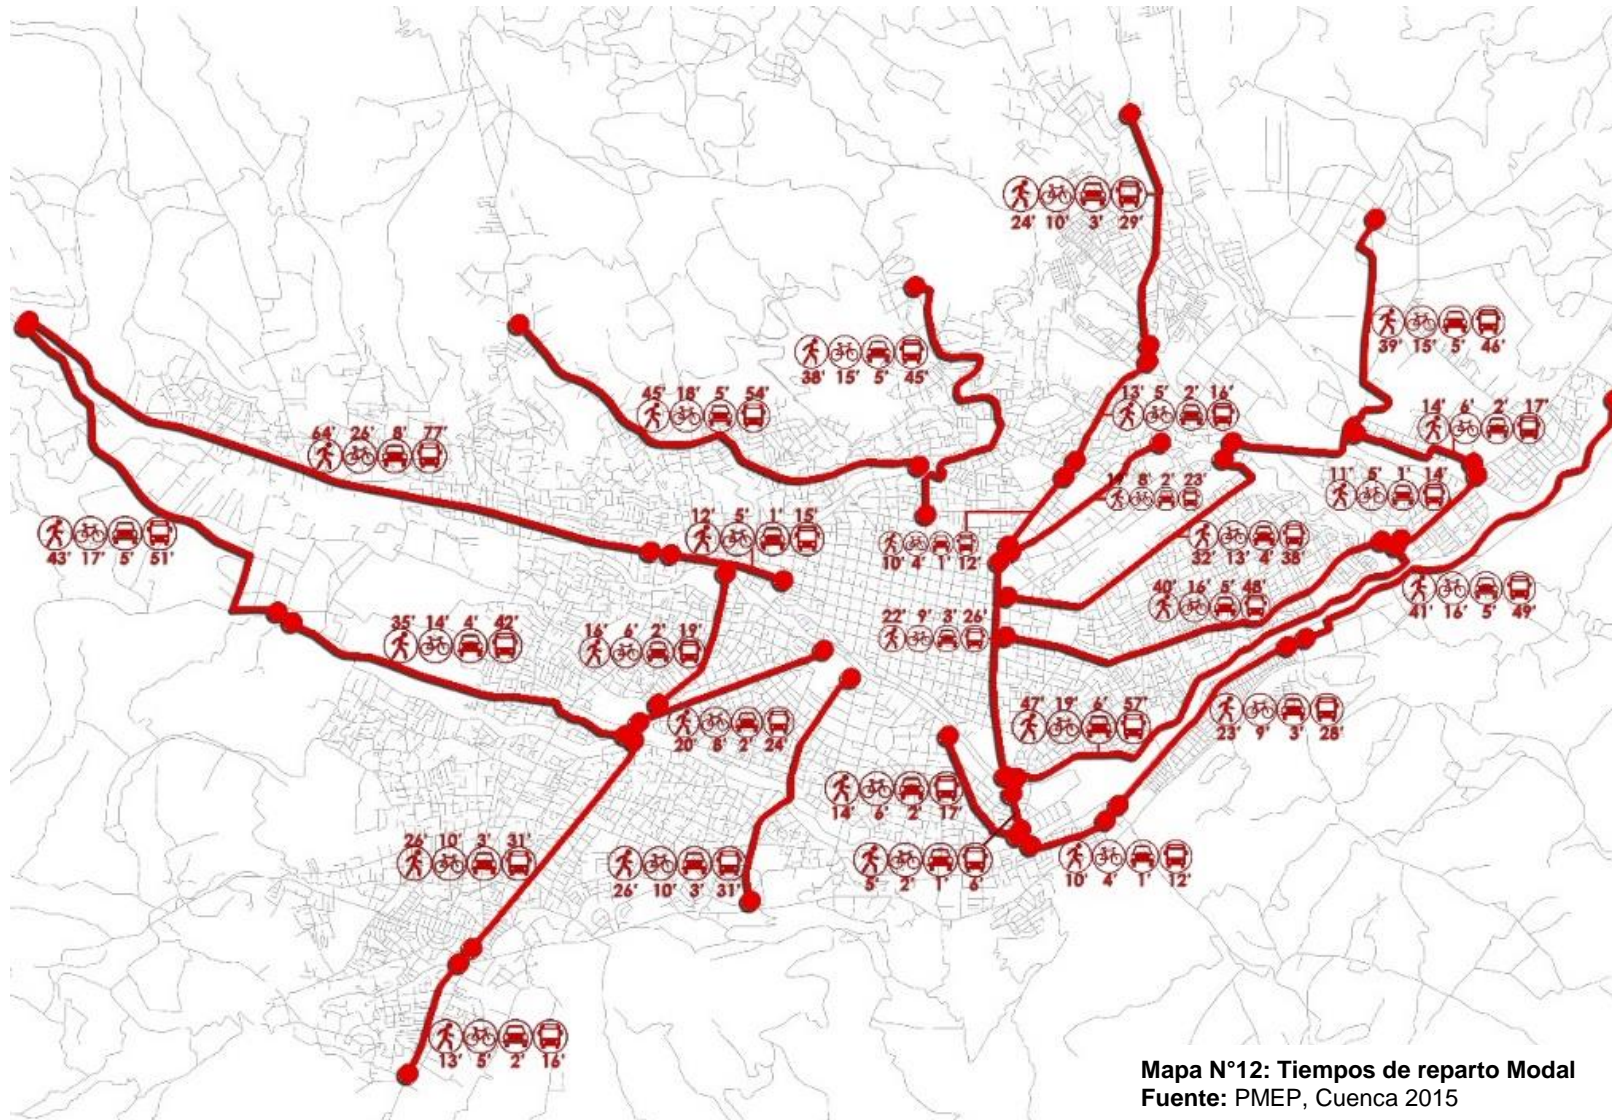 24' 10' 3' 29'
39' 15' 5' 46'
38' 15' 5' 45'
45' 18' 5' 54'
13' 5' 2' 16'
14' 6' 2' 17'
64' 26' 8' 77'
11' 5' 1' 14'
19' 8' 2' 23'
12' 5' 1' 15'
43' 17' 5' 51'
10' 4' 1' 12'
32' 13' 4' 38'
40' 16' 5' 48'
41' 16' 5' 49'
35' 14' 4' 42'
16' 6' 2' 19'
22' 9' 3' 26'
47' 19' 6' 57'
23' 9' 3' 28'
20' 8' 2' 24'
14' 6' 2' 17'
26' 10' 3' 31'
26' 10' 3' 31'
5' 2' 1' 6'
10' 4' 1' 12'
13' 5' 2' 16'
Mapa N°12: Tiempos de reparto Modal
Fuente: PMEP, Cuenca 2015